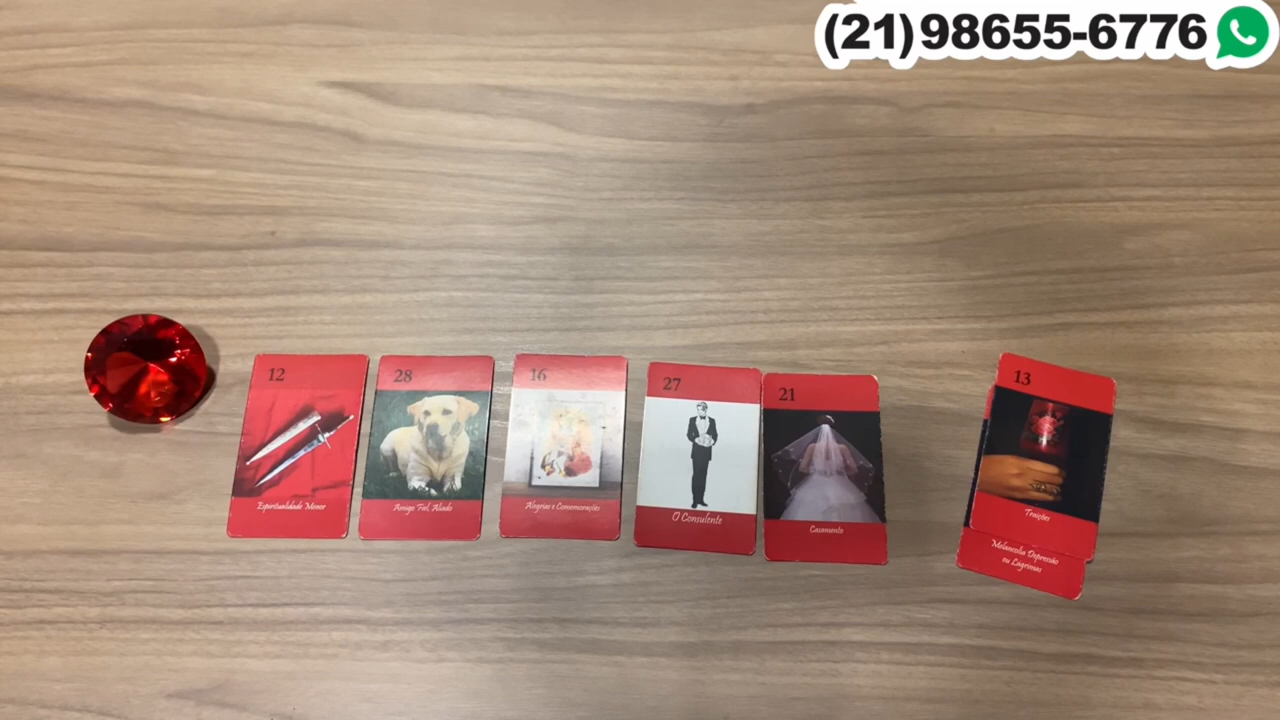 (21)98655-6776
12
Espiritualidade Menor
28
Amigo Fiel, Aliado
16
Alegrias e Comemorações
27
O Consulente
21
Casamento
13
Traições
Melancolia Depressão
ou Lagrimas